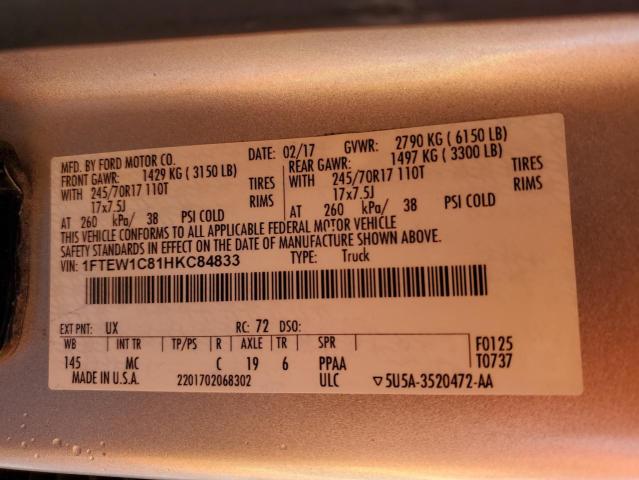 MFD. BY FORD MOTOR CO. DATE: 02/17 GVWR: 2790 KG ( 6150 LB)
FRONT GAWR: 1429 KG ( 3150 LB) REAR GAWR: 1497 KG ( 3300 LB)
WITH 245/70R17 110T TIRES WITH 245/70R17 110T TIRES
17x7.5J RIMS 17x7.5J RIMS
AT 260 kPa/ 38 PSI COLD AT 260 kPa/ 38 PSI COLD
THIS VEHICLE CONFORMS TO ALL APPLICABLE FEDERAL MOTOR VEHICLE
SAFETY STANDARDS IN EFFECT ON THE DATE OF MANUFACTURE SHOWN ABOVE.
VIN: 1FTEW1C81HKC84833 TYPE: Truck
EXT PNT: UX RC: 72 DSO:
WB INT TR TP/PS R AXLE TR SPR F0125
145 MC C 19 6 PPAA T0737
MADE IN U.S.A. 2201702068302 ULC ▽5U5A-3520472-AA